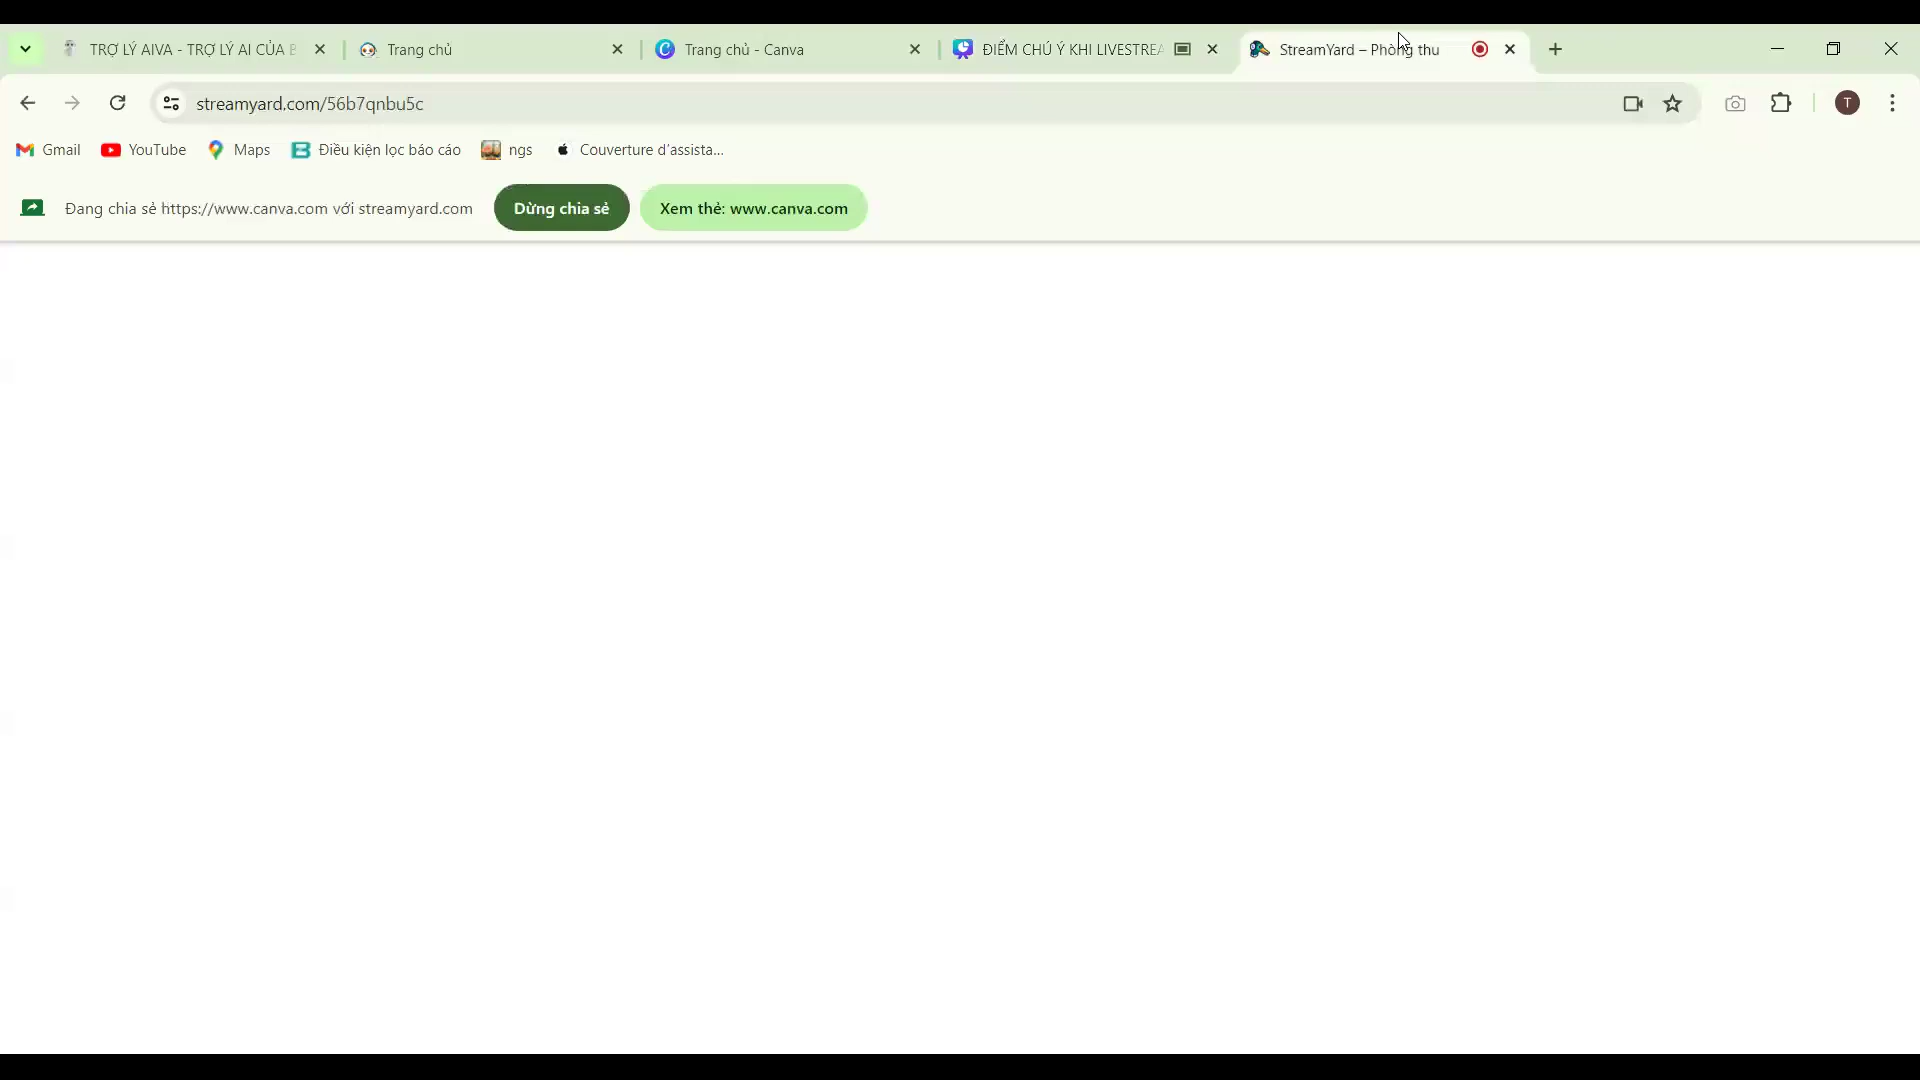 TRỢ LÝ AIVA - TRỢ LÝ AI CỦA B
Trang chủ
Trang chủ - Canva
ĐIỂM CHÚ Ý KHI LIVESTREA
StreamYard – Phòng thu
streamyard.com/56b7qnbu5c
T
Gmail
YouTube
Maps
Điều kiện lọc báo cáo
ngs
Couverture d'assista...
Đang chia sẻ https://www.canva.com với streamyard.com
Dừng chia sẻ
Xem thẻ: www.canva.com